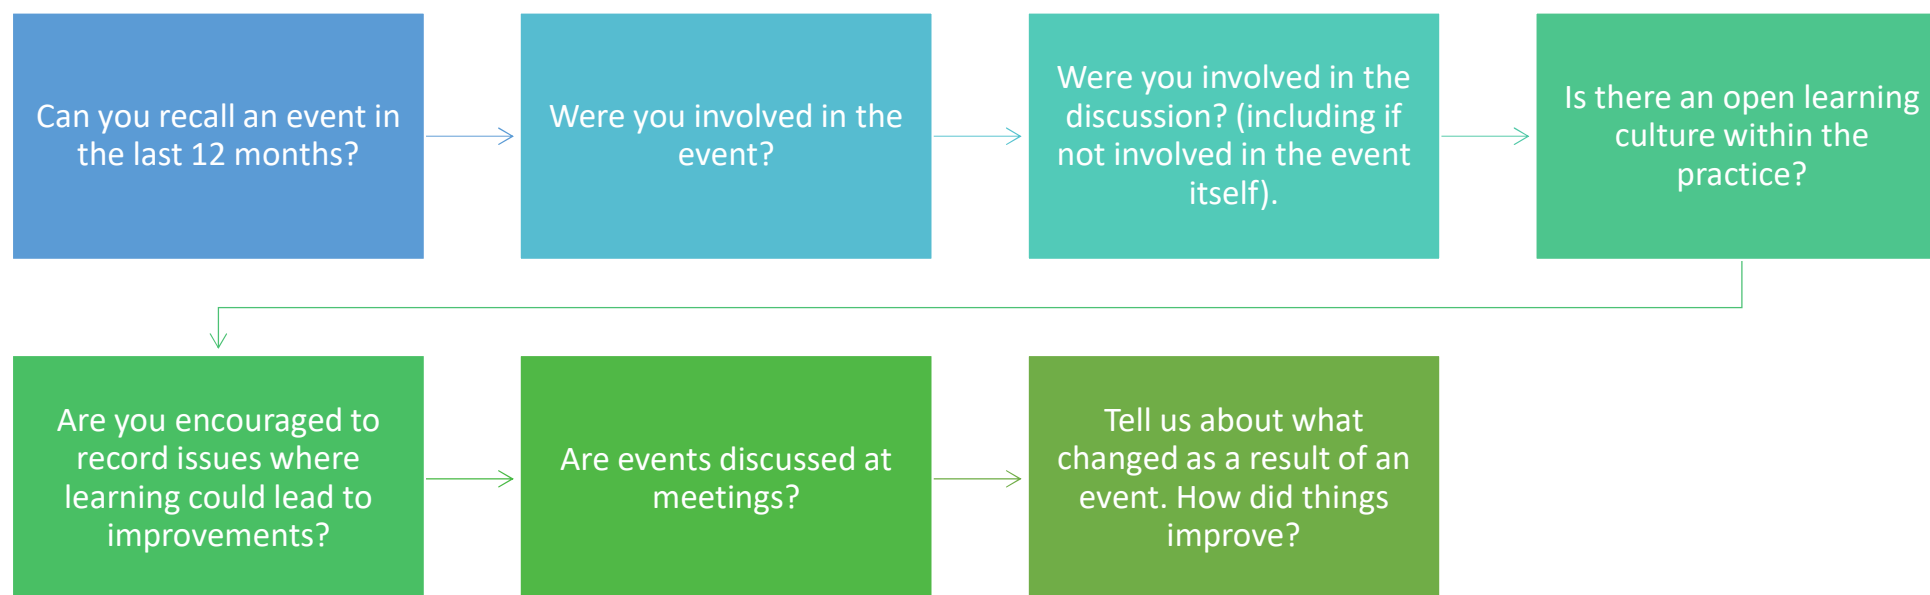 Can you recall an event in
the last 12 months?
Were you involved in the
event?
Were you involved in the
discussion? (including if
not involved in the event
itself).
Is there an open learning
culture within the
practice?
Are you encouraged to
record issues where
learning could lead to
improvements?
Are events discussed at
meetings?
Tell us about what
changed as a result of an
event. How did things
improve?